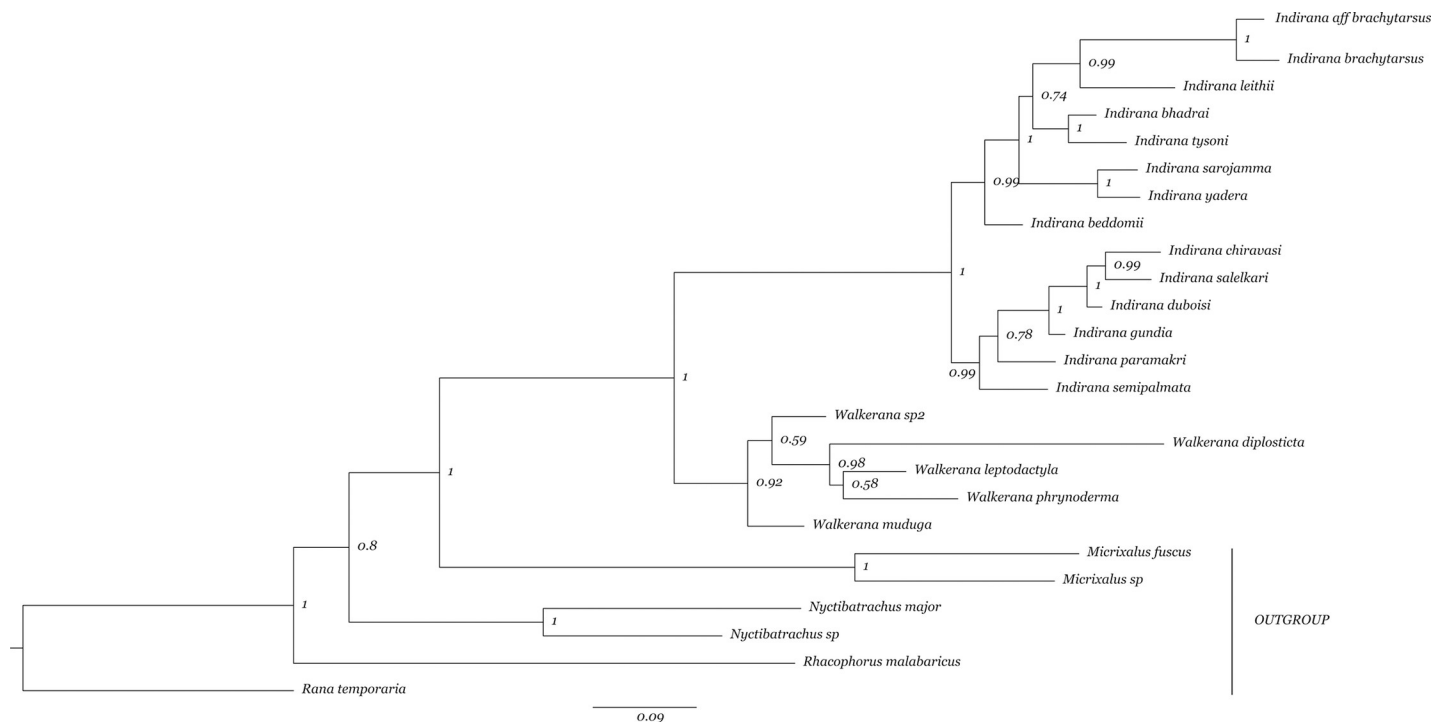 Indirana aff brachytarsus
1
Indirana brachytarsus
0.99
Indirana leithii
0.74
Indirana bhadrai
1
Indirana tysoni
1
Indirana sarojamma
0.99
1
Indirana yadera
Indirana beddomii
Indirana chiravasi
0.99
1
Indirana salelkari
1
Indirana duboisi
1
Indirana gundia
0.78
Indirana paramakri
0.99
Indirana semipalmata
1
Walkerana sp2
0.59
Walkerana diplosticta
0.98
Walkerana leptodactyla
0.58
0.92
Walkerana phrynoderma
1
Walkerana muduga
0.8
Micrixalus fuscus
1
Micrixalus sp
1
Nyctibatrachus major
1
OUTGROUP
Nyctibatrachus sp
Rhacophorus malabaricus
Rana temporaria
0.09